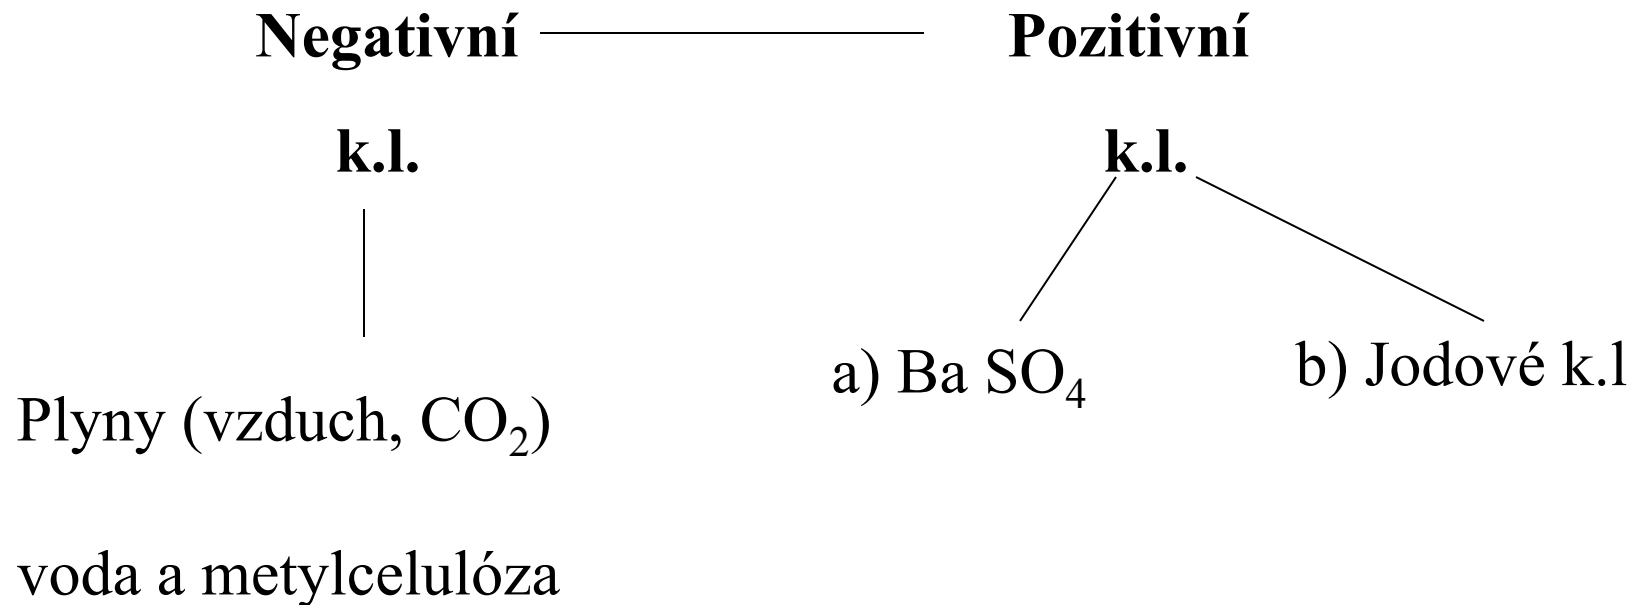 Negativní Pozitivní
k.l. k.l.
a) Ba SO₄ b) Jodové k.l
Plyny (vzduch, CO₂)
voda a metylcelulóza